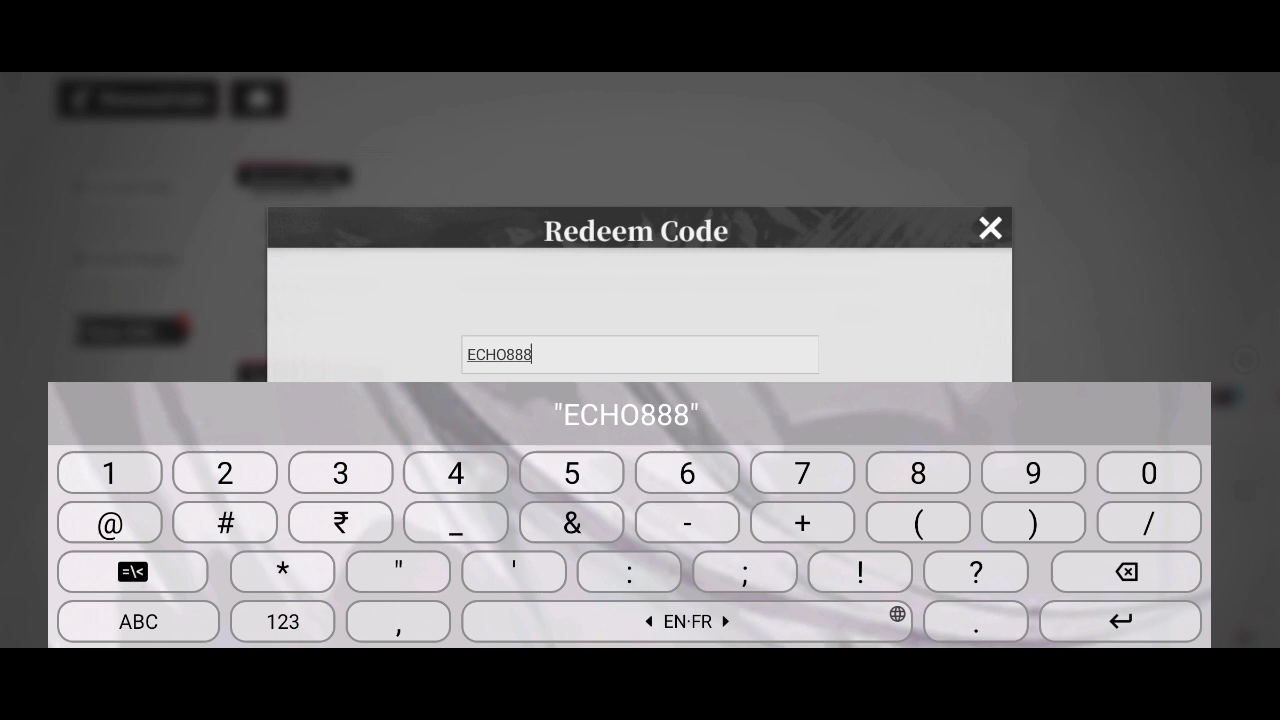 Redeem Code
ECHO888
"ECHO888"
1 2 3 4 5 6 7 8 9 0
@ # ₹ _ & - + ( ) /
=\< * " ' : ; ! ?
ABC 123 , EN·FR .